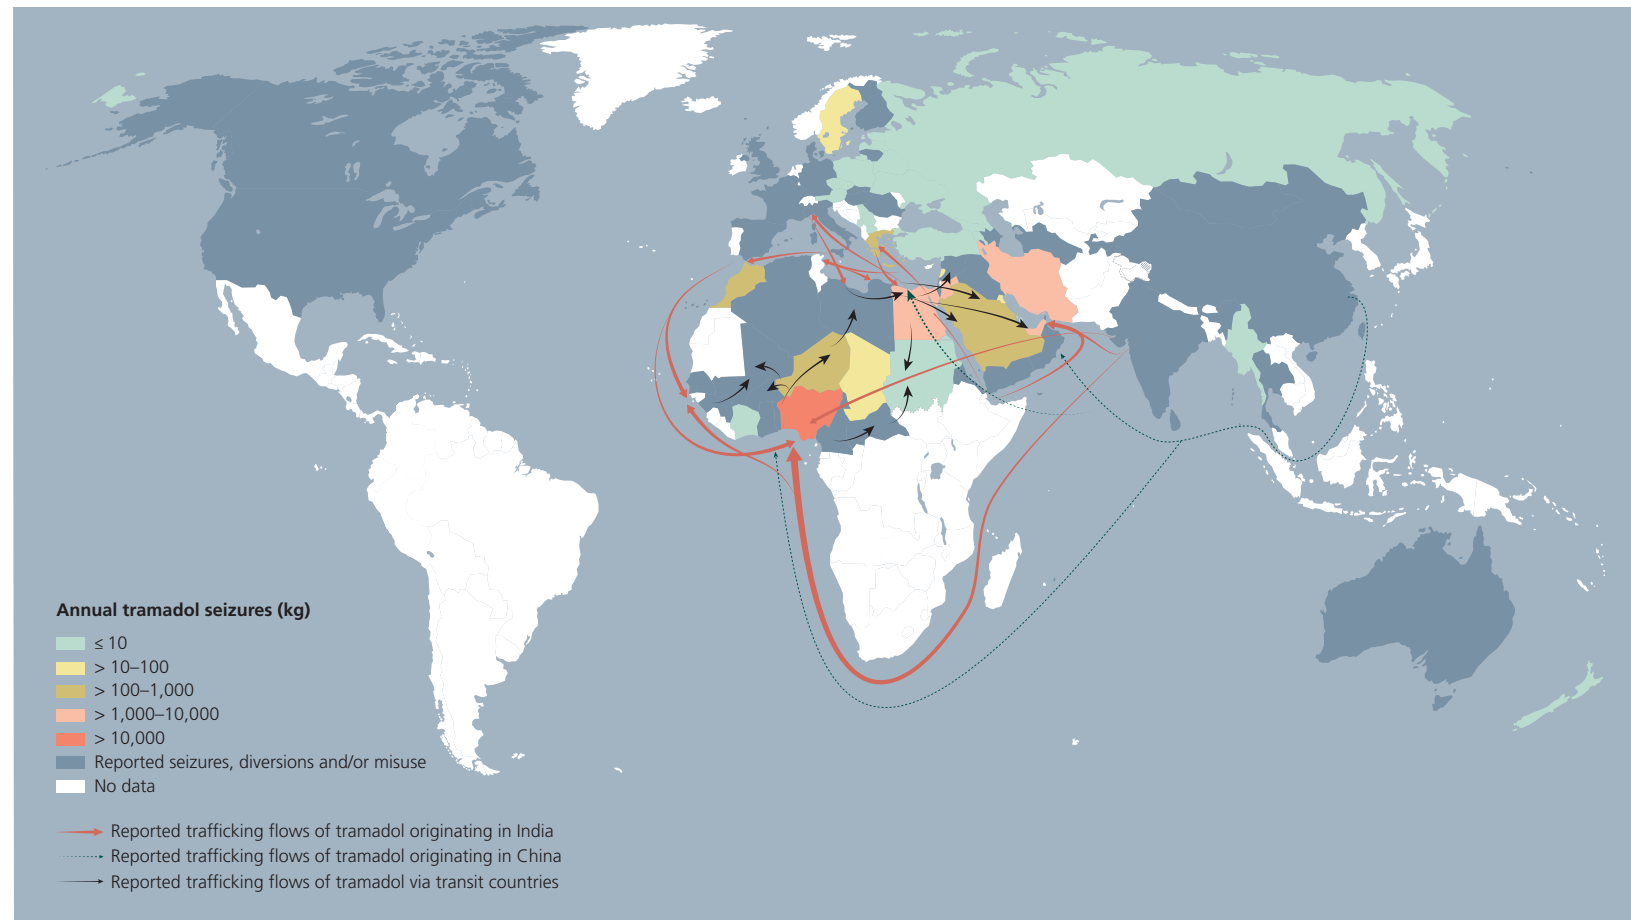 Annual tramadol seizures (kg)
≤ 10
> 10–100
> 100–1,000
> 1,000–10,000
> 10,000
Reported seizures, diversions and/or misuse
No data
Reported trafficking flows of tramadol originating in India
Reported trafficking flows of tramadol originating in China
Reported trafficking flows of tramadol via transit countries